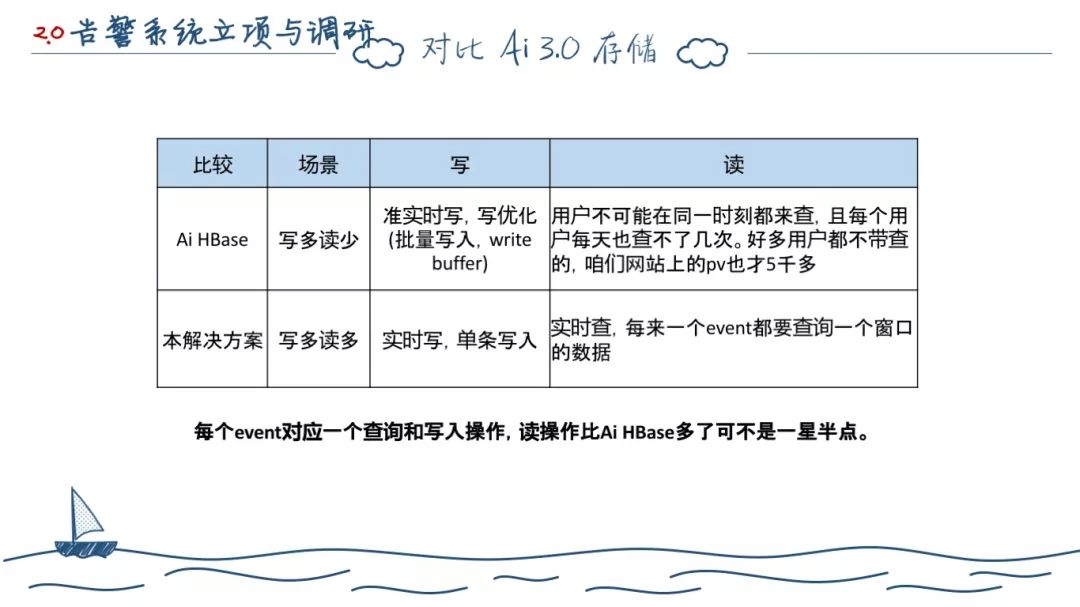 2.0 告警系统立项与调研
对比 Ai 3.0 存储
比较 场景 写 读
Ai HBase 写多读少
准实时写, 写优化
(批量写入, write
buffer)
用户不可能在同一时刻都来查, 且每个用
户每天也查不了几次。好多用户都不带查
的, 咱们网站上的pv也才5千多
本解决方案 写多读多 实时写, 单条写入
实时查, 每来一个event都要查询一个窗口
的数据
每个event对应一个查询和写入操作, 读操作比Ai HBase多了可不是一星半点。